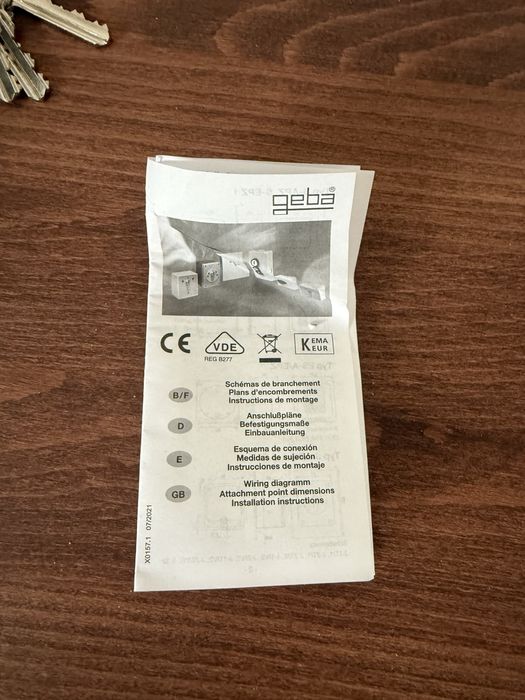 geba®
CE
VDE
REG B277
KEMA
KEUR
B/F
Schémas de branchement
Plans d'encombrements
Instructions de montage
D
Anschlußpläne
Befestigungsmaße
Einbauanleitung
E
Esquema de conexión
Medidas de sujeción
Instrucciones de montaje
GB
Wiring diagramm
Attachment point dimensions
Installation instructions
X0157.1 07/2021